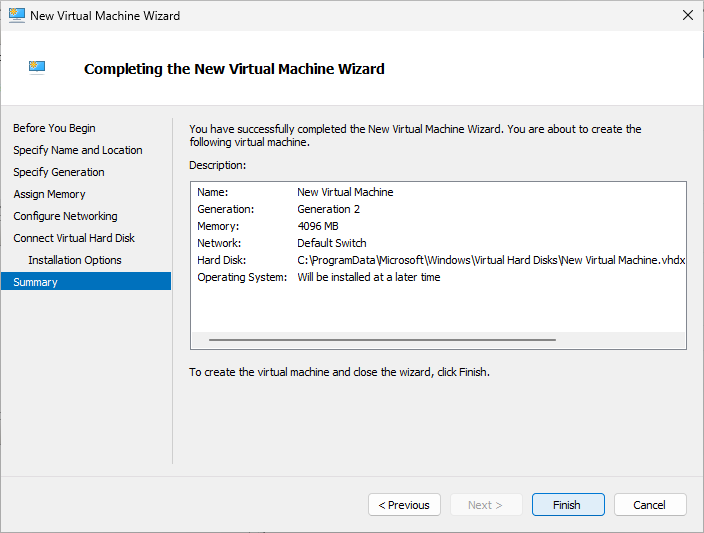 New Virtual Machine Wizard
Completing the New Virtual Machine Wizard
Before You Begin
Specify Name and Location
Specify Generation
Assign Memory
Configure Networking
Connect Virtual Hard Disk
Installation Options
Summary
You have successfully completed the New Virtual Machine Wizard. You are about to create the
following virtual machine.
Description:
Name: New Virtual Machine
Generation: Generation 2
Memory: 4096 MB
Network: Default Switch
Hard Disk: C:\ProgramData\Microsoft\Windows\Virtual Hard Disks\New Virtual Machine.vhdx
Operating System: Will be installed at a later time
To create the virtual machine and close the wizard, click Finish.
< Previous
Next >
Finish
Cancel